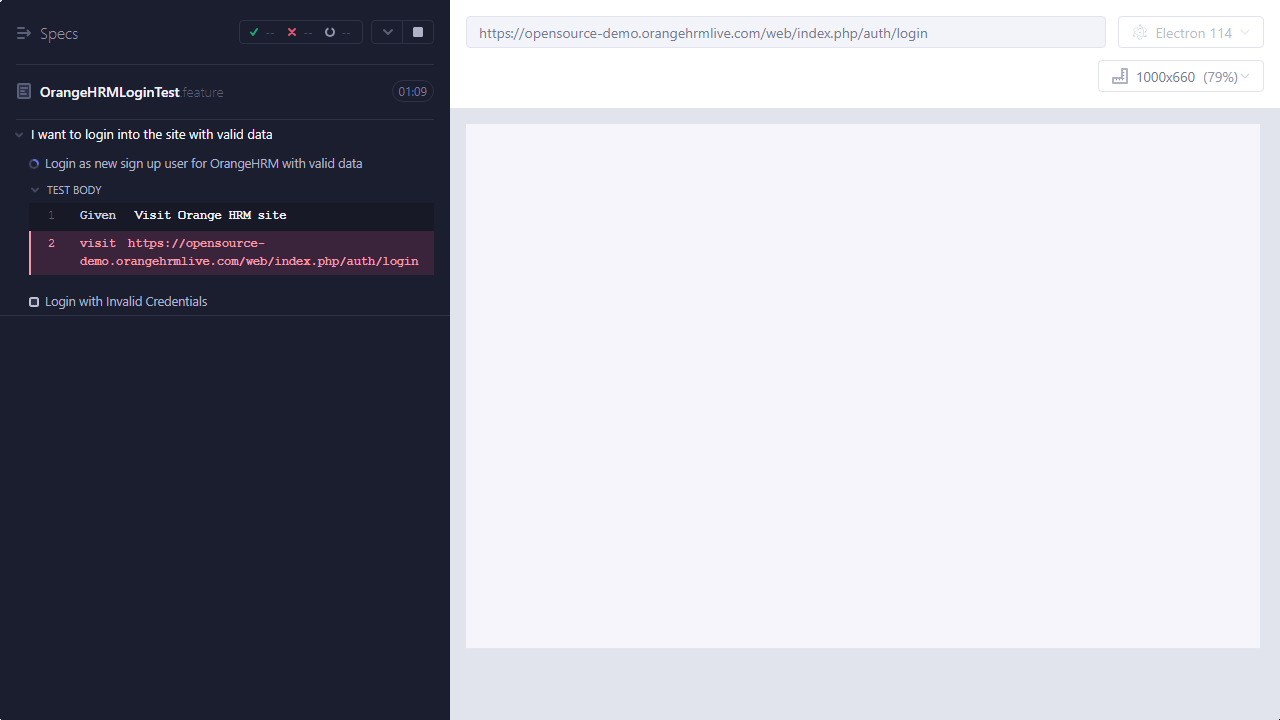 Specs
-- -- --
OrangeHRMLoginTest feature 01:09
I want to login into the site with valid data
Login as new sign up user for OrangeHRM with valid data
TEST BODY
1 Given Visit Orange HRM site
2 visit https://opensource-
demo.orangehrmlive.com/web/index.php/auth/login
Login with Invalid Credentials
https://opensource-demo.orangehrmlive.com/web/index.php/auth/login
Electron 114
1000x660 (79%)